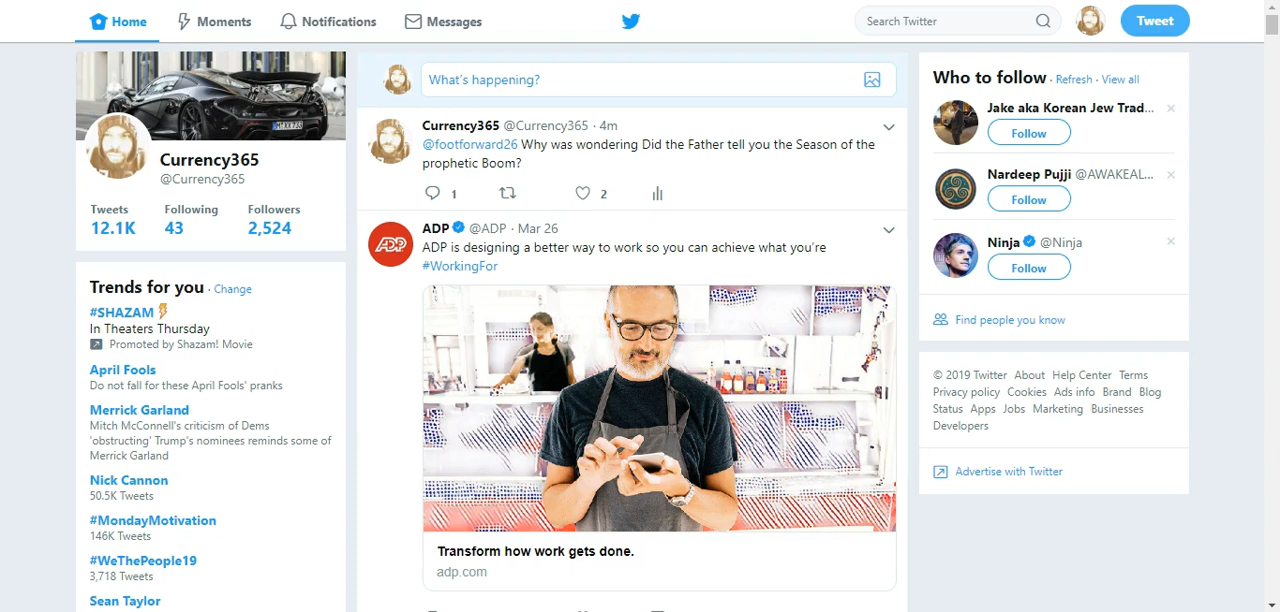 Home
Moments
Notifications
Messages
Search Twitter
Tweet
Currency365
@Currency365
Tweets Following Followers
12.1K 43 2,524
Trends for you · Change
#SHAZAM
In Theaters Thursday
Promoted by Shazam! Movie
April Fools
Do not fall for these April Fools' pranks
Merrick Garland
Mitch McConnell's criticism of Dems
'obstructing' Trump's nominees reminds some of
Merrick Garland
Nick Cannon
50.5K Tweets
#MondayMotivation
146K Tweets
#WeThePeople19
3,718 Tweets
Sean Taylor
What's happening?
Currency365 @Currency365 · 4m
@footforward26 Why was wondering Did the Father tell you the Season of the
prophetic Boom?
1 2
ADP @ADP · Mar 26
ADP is designing a better way to work so you can achieve what you're
#WorkingFor
ADP
Transform how work gets done.
adp.com
Who to follow · Refresh · View all
Jake aka Korean Jew Trad...
Follow
Nardeep Pujji @AWAKEAL...
Follow
Ninja @Ninja
Follow
Find people you know
© 2019 Twitter About Help Center Terms
Privacy policy Cookies Ads info Brand Blog
Status Apps Jobs Marketing Businesses
Developers
Advertise with Twitter